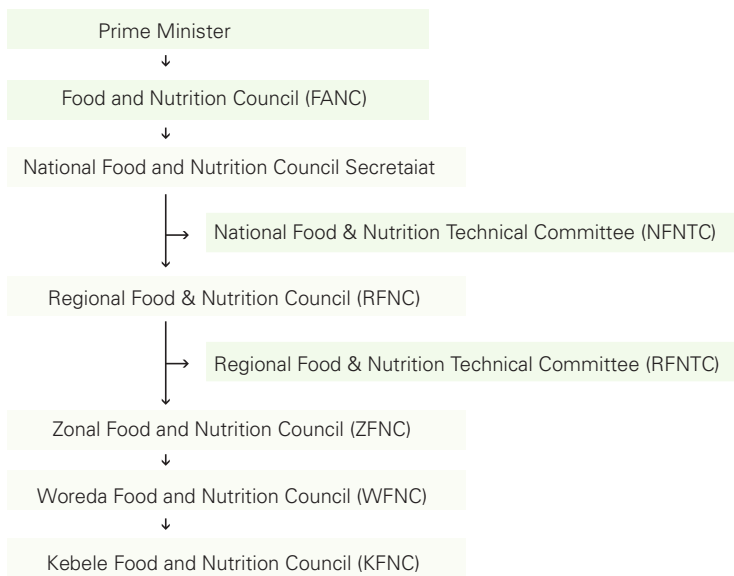 Prime Minister
Food and Nutrition Council (FANC)
National Food and Nutrition Council Secretaiat
National Food & Nutrition Technical Committee (NFNTC)
Regional Food & Nutrition Council (RFNC)
Regional Food & Nutrition Technical Committee (RFNTC)
Zonal Food and Nutrition Council (ZFNC)
Woreda Food and Nutrition Council (WFNC)
Kebele Food and Nutrition Council (KFNC)